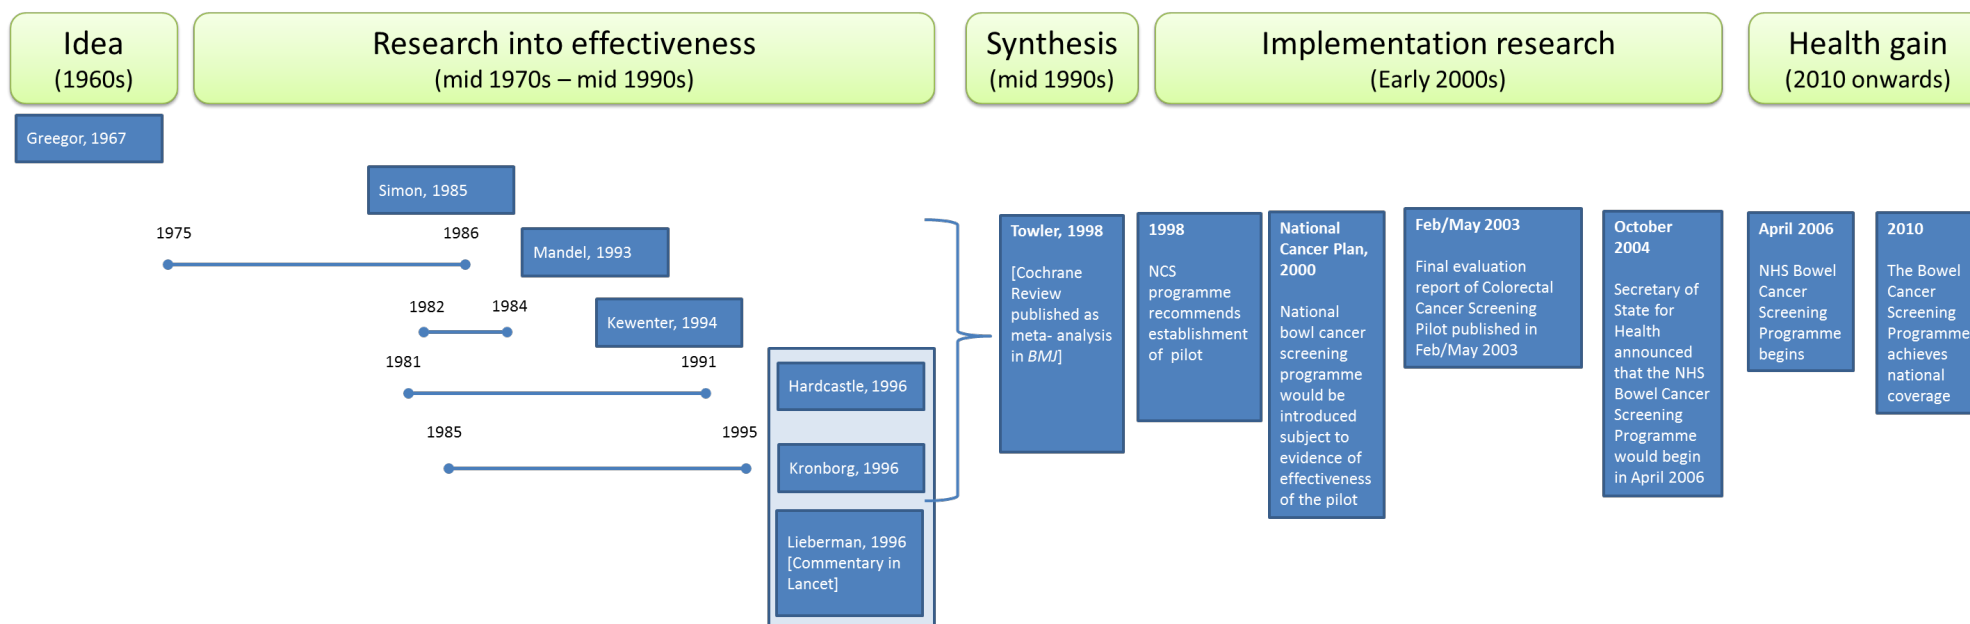 Idea
(1960s)
Research into effectiveness
(mid 1970s – mid 1990s)
Synthesis
(mid 1990s)
Implementation research
(Early 2000s)
Health gain
(2010 onwards)
Greegor, 1967
Simon, 1985
1975
1986
Mandel, 1993
1982
1984
Kewenter, 1994
1981
1991
Hardcastle, 1996
1985
1995
Kronborg, 1996
Lieberman, 1996
[Commentary in
Lancet]
Towler, 1998
[Cochrane
Review
published as
meta- analysis
in BMJ]
1998
NCS
programme
recommends
establishment
of pilot
National
Cancer Plan,
2000
National
bowl cancer
screening
programme
would be
introduced
subject to
evidence of
effectiveness
of the pilot
Feb/May 2003
Final evaluation
report of Colorectal
Cancer Screening
Pilot published in
Feb/May 2003
October
2004
Secretary of
State for
Health
announced
that the NHS
Bowel Cancer
Screening
Programme
would begin
in April 2006
April 2006
NHS Bowel
Cancer
Screening
Programme
begins
2010
The Bowel
Cancer
Screening
Programme
achieves
national
coverage